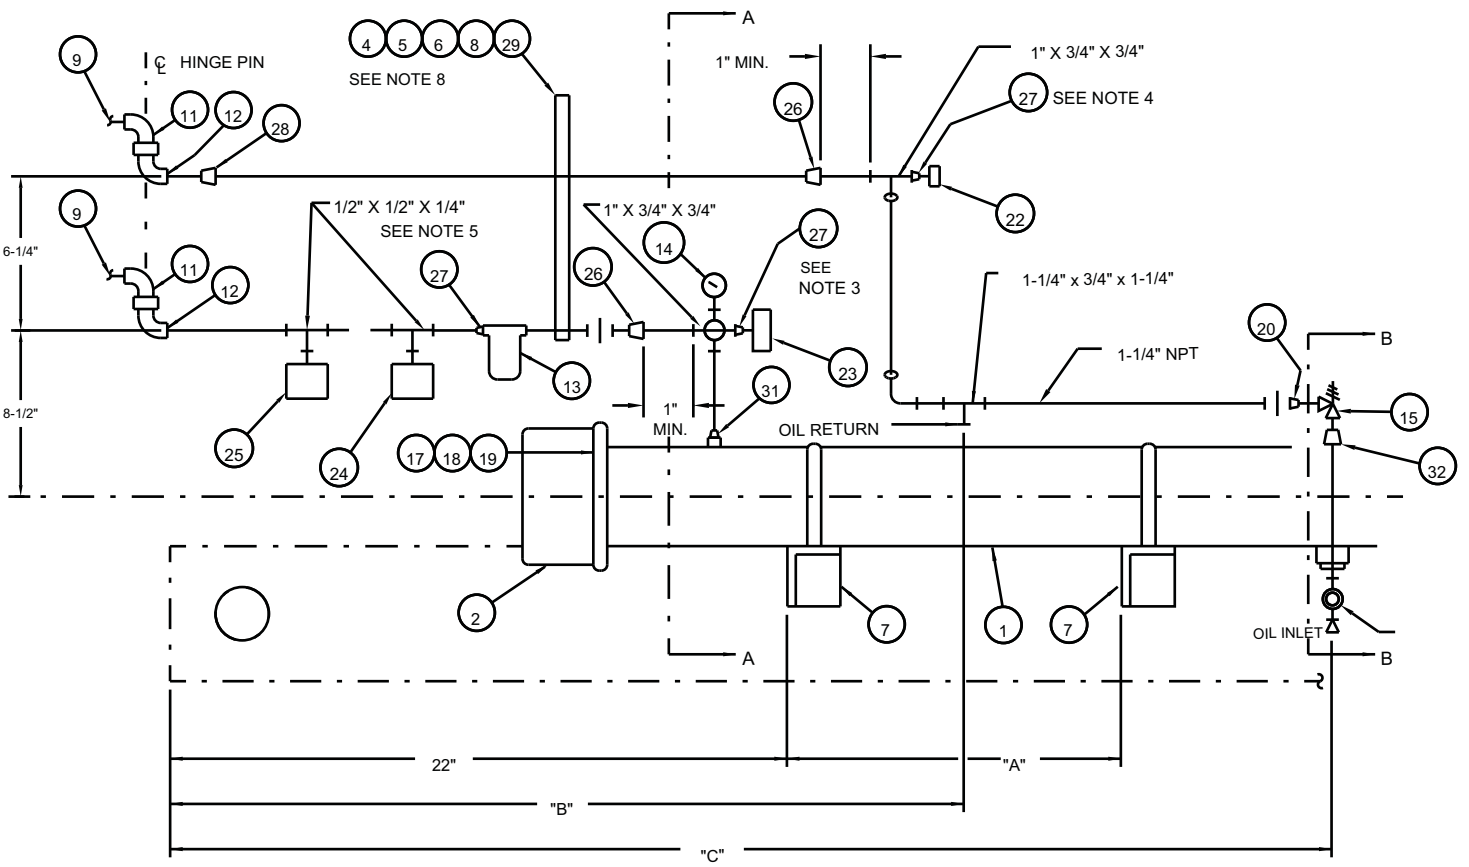 A
4 5 6 8 29
9
℄ HINGE PIN
1" MIN.
1" X 3/4" X 3/4"
SEE NOTE 8
27 SEE NOTE 4
11
12
28
26
22
9
1/2" X 1/2" X 1/4"
SEE NOTE 5
1" X 3/4" X 3/4"
27
14
6-1/4"
11
12
27
26
SEE
NOTE 3
1-1/4" x 3/4" x 1-1/4"
20
B
1-1/4" NPT
13
23
31
8-1/2"
1"
MIN.
OIL RETURN
15
25
24
17 18 19
32
2
7
1
7
OIL INLET
A
B
22"
"A"
"B"
"C"